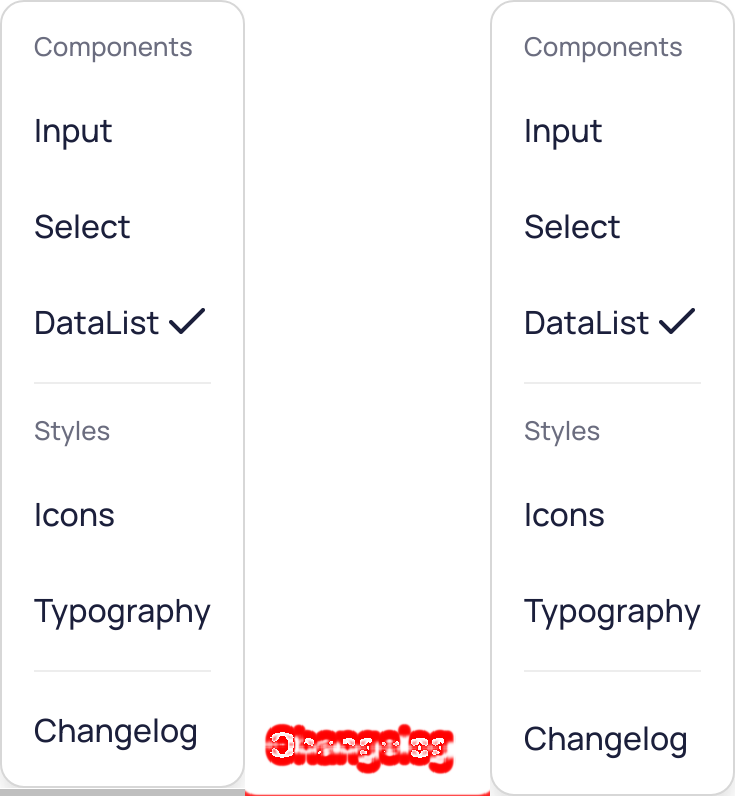 Components
Input
Select
DataList
Styles
Icons
Typography
Changelog
Changelog
Components
Input
Select
DataList
Styles
Icons
Typography
Changelog